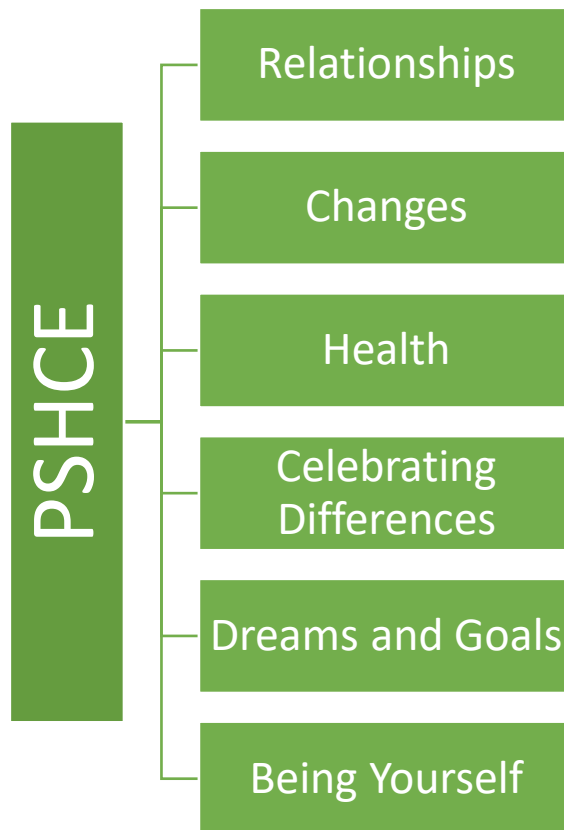 PSHCE
Relationships
Changes
Health
Celebrating
Differences
Dreams and Goals
Being Yourself